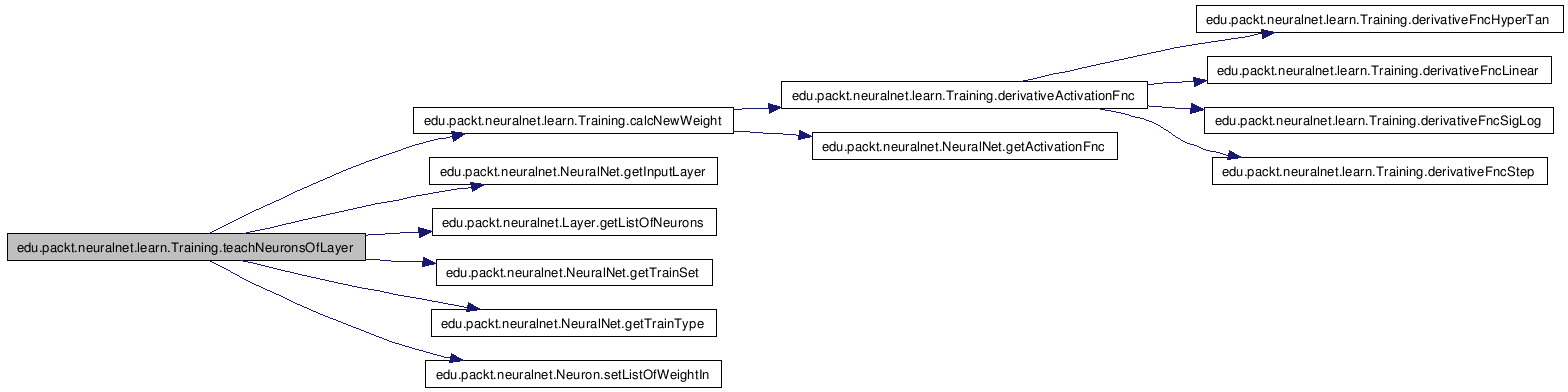 edu.packt.neuralnet.learn.Training.teachNeuronsOfLayer
edu.packt.neuralnet.learn.Training.calcNewWeight
edu.packt.neuralnet.NeuralNet.getInputLayer
edu.packt.neuralnet.Layer.getListOfNeurons
edu.packt.neuralnet.NeuralNet.getTrainSet
edu.packt.neuralnet.NeuralNet.getTrainType
edu.packt.neuralnet.Neuron.setListOfWeightIn
edu.packt.neuralnet.learn.Training.derivativeActivationFnc
edu.packt.neuralnet.NeuralNet.getActivationFnc
edu.packt.neuralnet.learn.Training.derivativeFncHyperTan
edu.packt.neuralnet.learn.Training.derivativeFncLinear
edu.packt.neuralnet.learn.Training.derivativeFncSigLog
edu.packt.neuralnet.learn.Training.derivativeFncStep